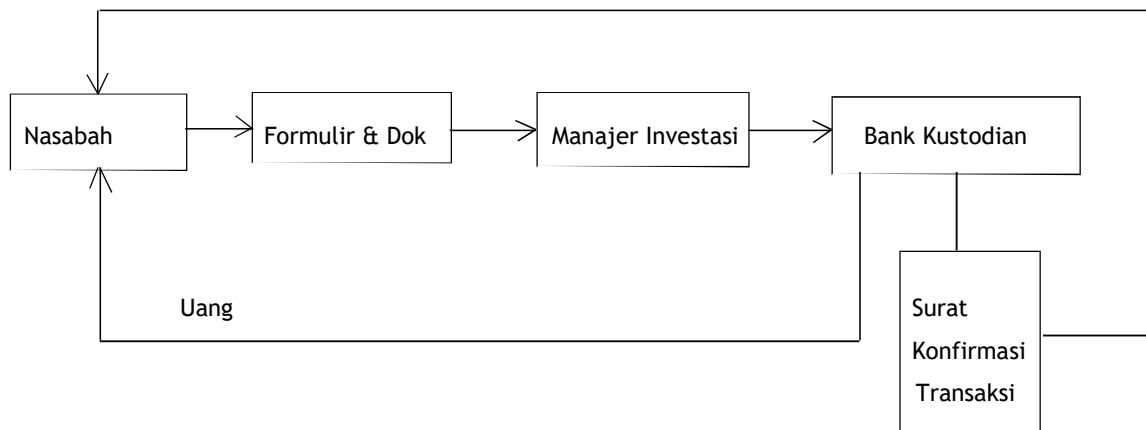 Nasabah
Formulir & Dok
Manajer Investasi
Bank Kustodian
Uang
Surat
Konfirmasi
Transaksi